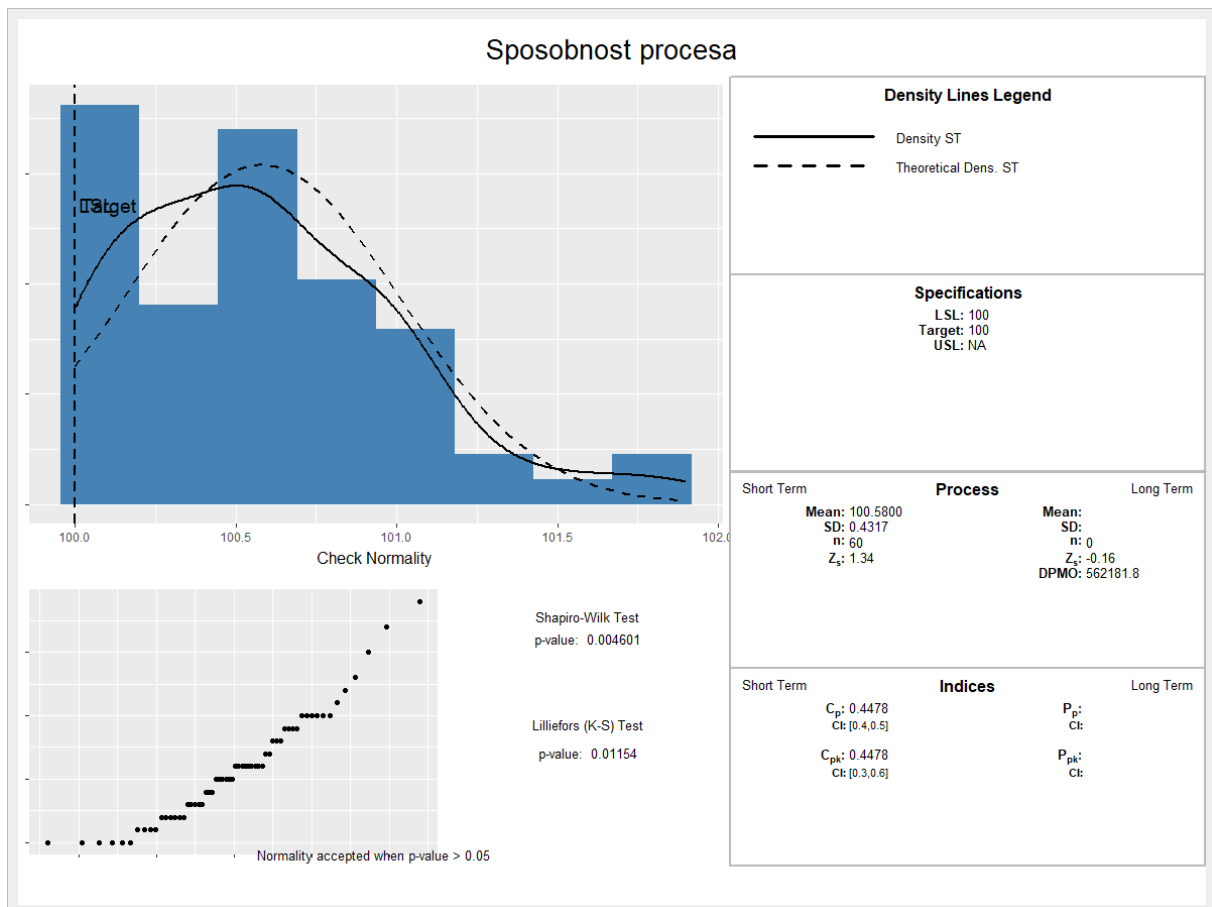 Sposobnost procesa
LSL
Target
100.0 100.5 101.0 101.5 102.0
Check Normality
Shapiro-Wilk Test
p-value: 0.004601
Lilliefors (K-S) Test
p-value: 0.01154
Normality accepted when p-value > 0.05
Density Lines Legend
Density ST
Theoretical Dens. ST
Specifications
LSL: 100
Target: 100
USL: NA
Short Term Process Long Term
Mean: 100.5800 Mean:
SD: 0.4317 SD:
n: 60 n: 0
Zs: 1.34 Zs: -0.16
DPMO: 562181.8
Short Term Indices Long Term
Cp: 0.4478 Pp:
CI: [0.4,0.5] CI:
Cpk: 0.4478 Ppk:
CI: [0.3,0.6] CI: